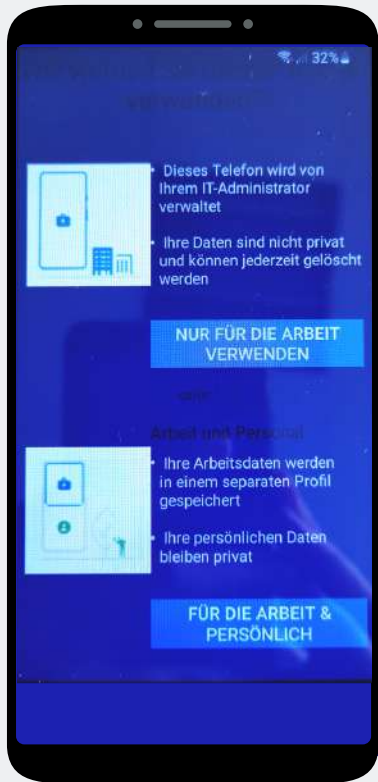 32%
verwenden?
• Dieses Telefon wird von
Ihrem IT-Administrator
verwaltet
• Ihre Daten sind nicht privat
und können jederzeit gelöscht
werden
NUR FÜR DIE ARBEIT
VERWENDEN
oder
Arbeit und Personal
• Ihre Arbeitsdaten werden
in einem separaten Profil
gespeichert
• Ihre persönlichen Daten
bleiben privat
FÜR DIE ARBEIT &
PERSÖNLICH